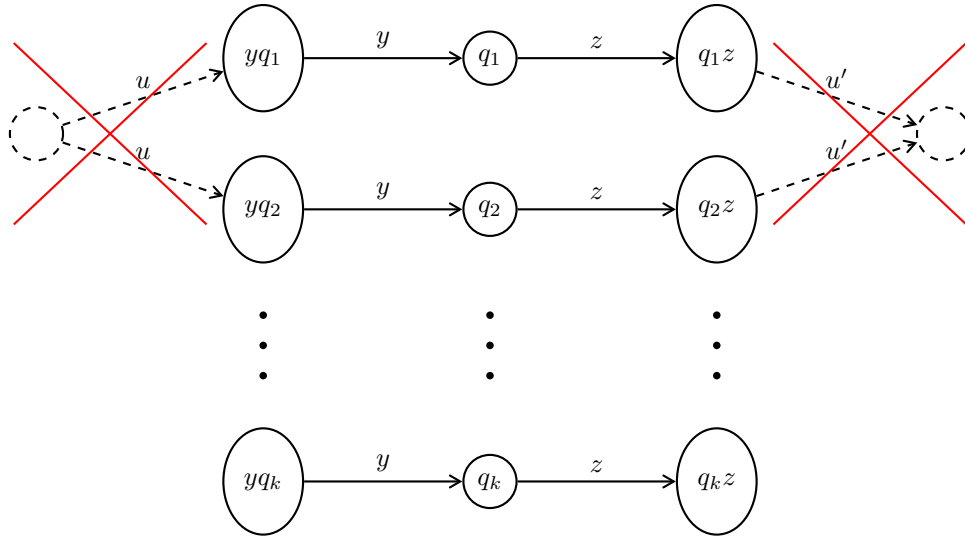 yq₁ y q₁ z q₁z
u u'
u u'
yq₂ y q₂ z q₂z
yqₖ y qₖ z qₖz